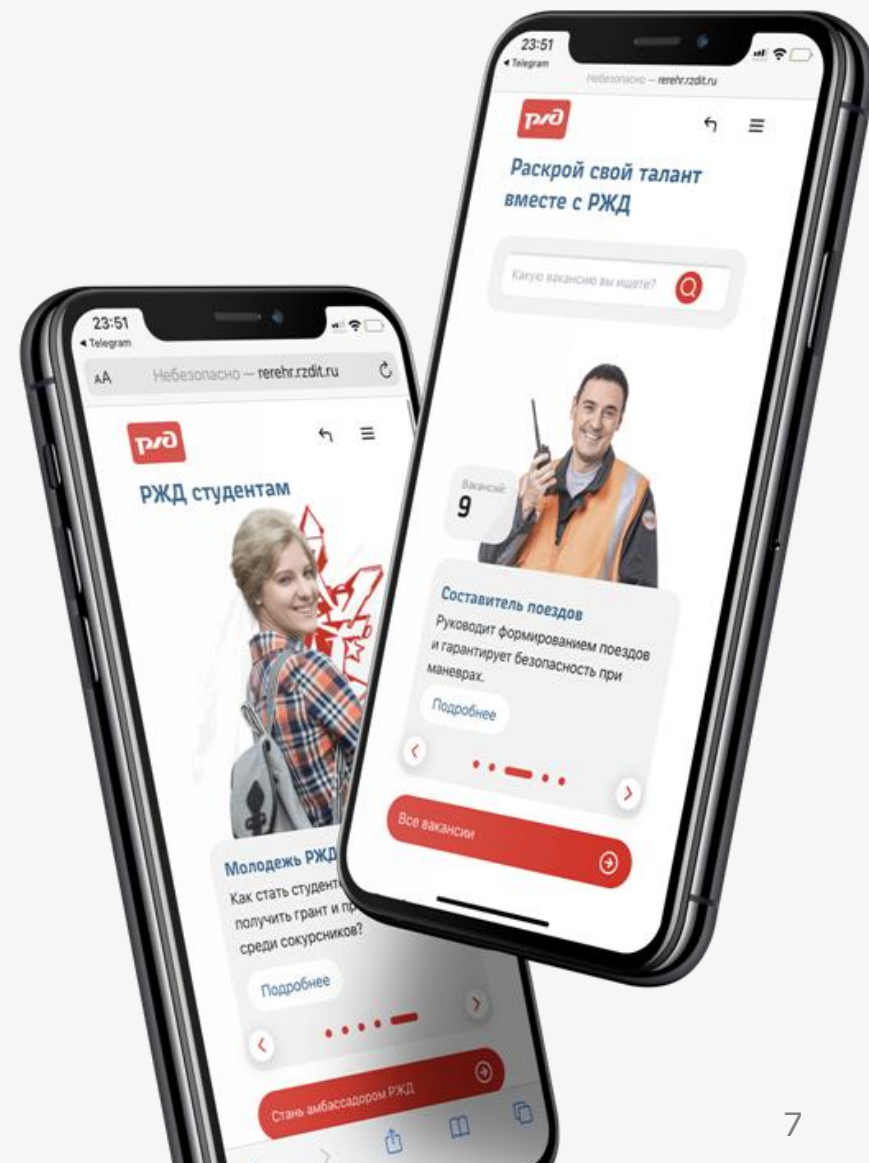 23:51
Telegram
Небезопасно — rerehr.rzdit.ru
ржд
Раскрой свой талант
вместе с РЖД
Какую вакансию вы ищете?
Вакансий:
9
Составитель поездов
Руководит формированием поездов
и гарантирует безопасность при
маневрах.
Подробнее
Все вакансии
23:51
Telegram
AA Небезопасно — rerehr.rzdit.ru
ржд
РЖД студентам
Молодежь РЖД
Как стать
получить грант и
среди сокурсников?
Подробнее
Стань амбассадором РЖД
7